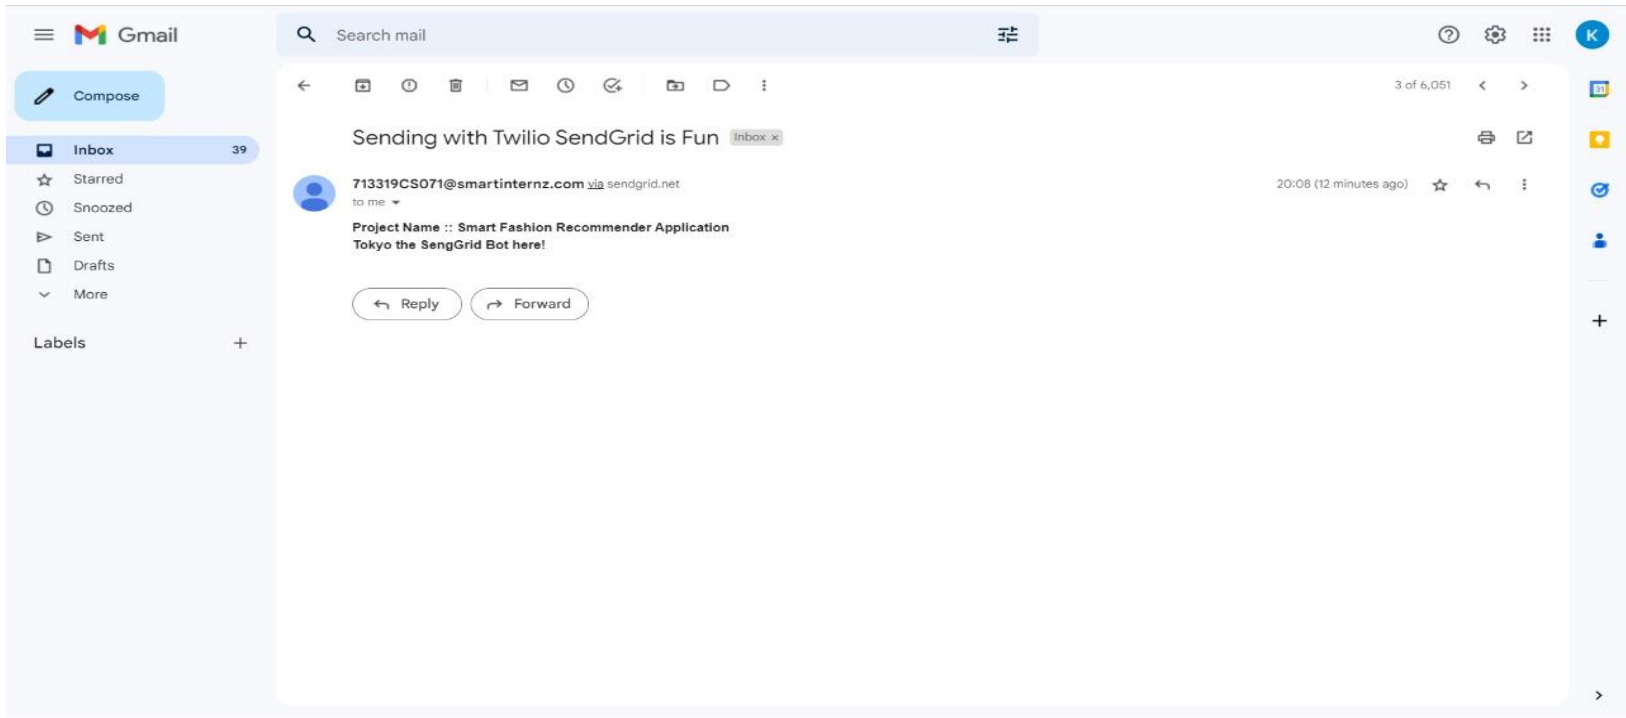 Gmail
Search mail
K
Compose
3 of 6,051
31
Sending with Twilio SendGrid is Fun Inbox ×
Inbox 39
Starred
713319CS071@smartinternz.com via sendgrid.net 20:08 (12 minutes ago)
to me
Snoozed
Project Name :: Smart Fashion Recommender Application
Sent
Tokyo the SengGrid Bot here!
Drafts
More
Reply Forward
Labels